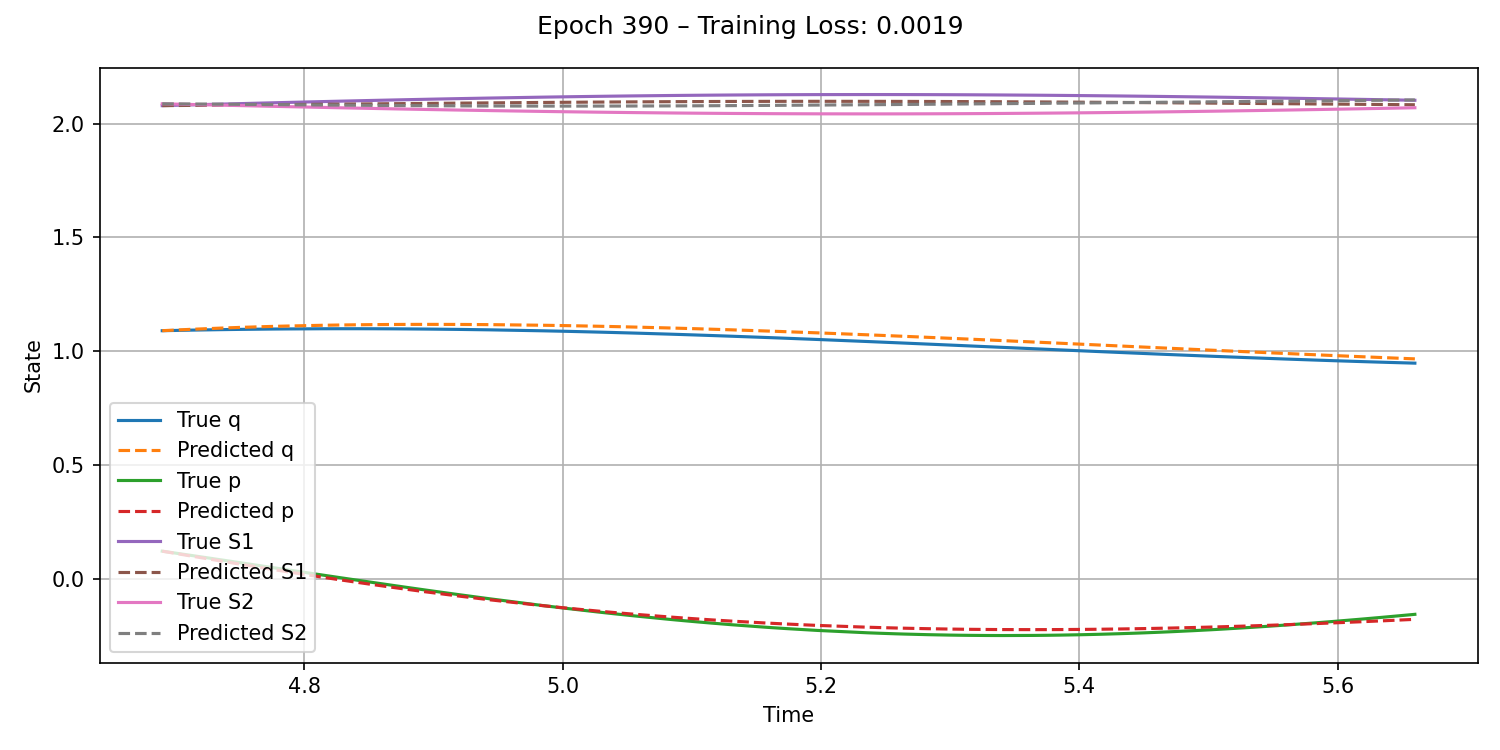 Epoch 390 – Training Loss: 0.0019
2.0
1.5
1.0
0.5
0.0
State
True q
Predicted q
True p
Predicted p
True S1
Predicted S1
True S2
Predicted S2
4.8 5.0 5.2 5.4 5.6
Time